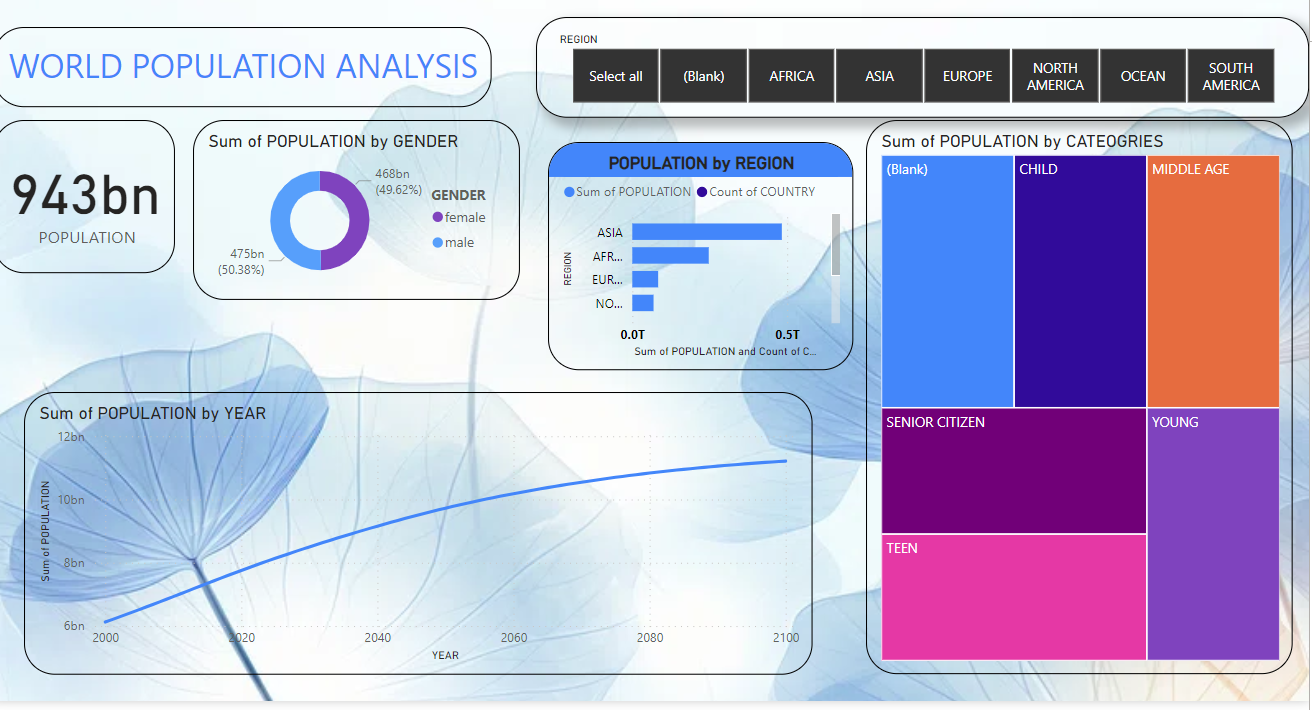 WORLD POPULATION ANALYSIS
REGION
Select all
(Blank)
AFRICA
ASIA
EUROPE
NORTH
AMERICA
OCEAN
SOUTH
AMERICA
943bn
POPULATION
Sum of POPULATION by GENDER
468bn
(49.62%)
475bn
(50.38%)
GENDER
female
male
POPULATION by REGION
Sum of POPULATION
Count of COUNTRY
REGION
ASIA
AFR...
EUR...
NO...
0.0T
0.5T
Sum of POPULATION and Count of C...
Sum of POPULATION by CATEOGRIES
(Blank)
CHILD
MIDDLE AGE
SENIOR CITIZEN
YOUNG
TEEN
Sum of POPULATION by YEAR
Sum of POPULATION
12bn
10bn
8bn
6bn
2000
2020
2040
2060
2080
2100
YEAR